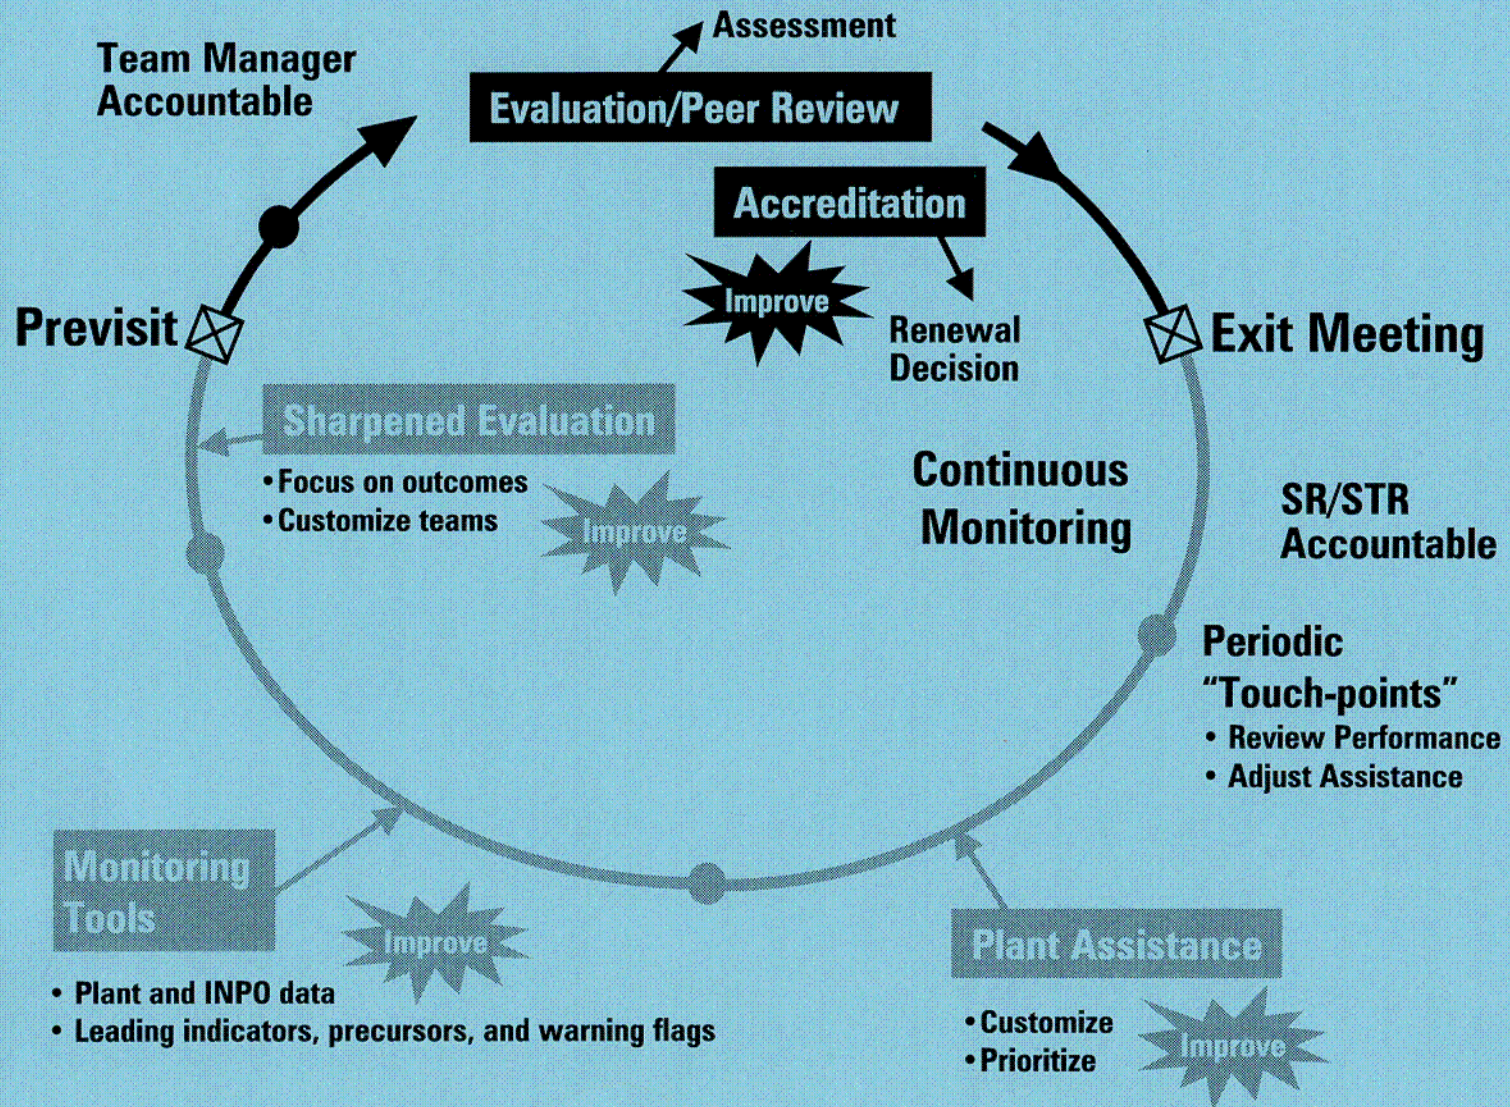 Assessment
Team Manager
Accountable
Evaluation/Peer Review
Accreditation
Improve
Renewal
Decision
Previsit
Exit Meeting
Sharpened Evaluation
• Focus on outcomes
• Customize teams
Improve
Continuous
Monitoring
SR/STR
Accountable
Periodic
"Touch-points"
• Review Performance
• Adjust Assistance
Monitoring
Tools
Improve
• Plant and INPO data
• Leading indicators, precursors, and warning flags
Plant Assistance
• Customize
• Prioritize
Improve